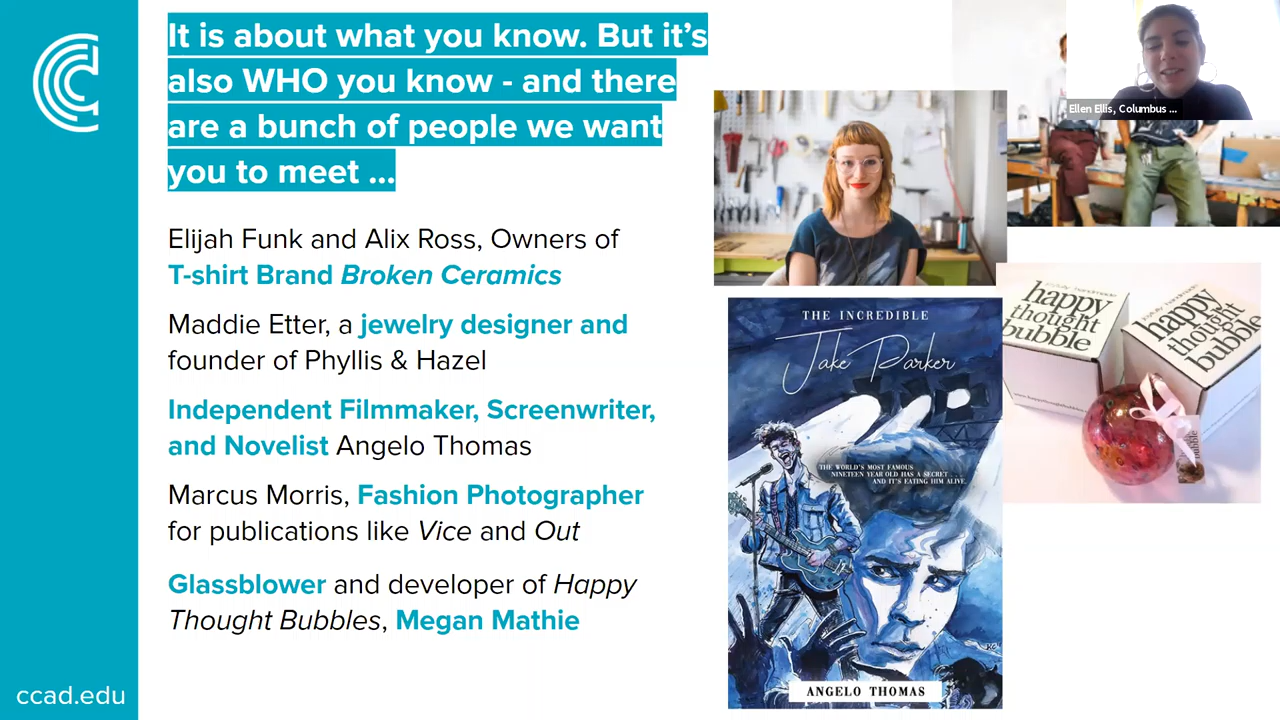 It is about what you know. But it's
also WHO you know - and there
are a bunch of people we want
you to meet ...
Elijah Funk and Alix Ross, Owners of
T-shirt Brand Broken Ceramics
Maddie Etter, a jewelry designer and
founder of Phyllis & Hazel
Independent Filmmaker, Screenwriter,
and Novelist Angelo Thomas
Marcus Morris, Fashion Photographer
for publications like Vice and Out
Glassblower and developer of Happy
Thought Bubbles, Megan Mathie
ccad.edu
Ellen Ellis, Columbus ...
THE INCREDIBLE
Jake Parker
THE WORLD'S MOST FAMOUS
NINETEEN YEAR OLD HAS A SECRET . . .
AND IT'S EATING HIM ALIVE.
ANGELO THOMAS
joyfully handmade
happy
thought
bubble
joyfully handmade
happy
thought
bubble
bubble